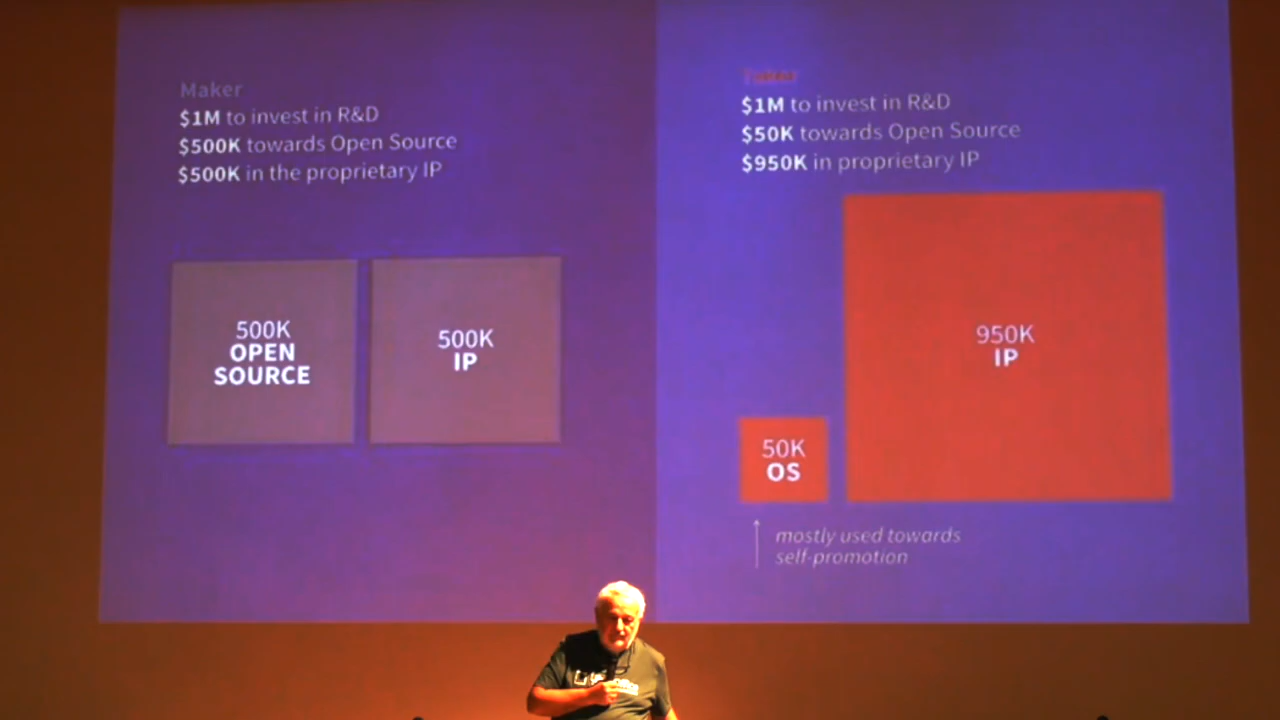 Maker
$1M to invest in R&D
$500K towards Open Source
$500K in the proprietary IP
500K
OPEN
SOURCE
500K
IP
Taker
$1M to invest in R&D
$50K towards Open Source
$950K in proprietary IP
950K
IP
50K
OS
mostly used towards
self-promotion